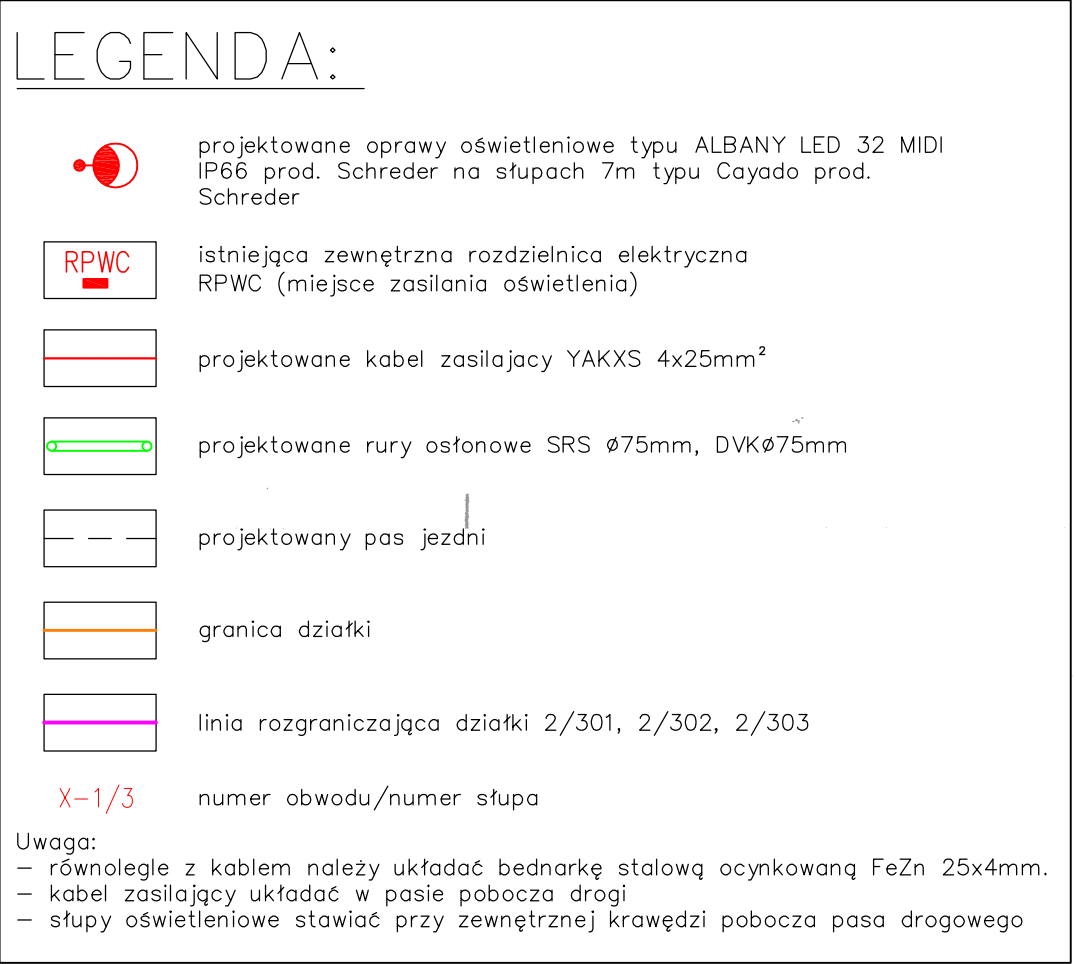 LEGENDA:
projektowane oprawy oświetleniowe typu ALBANY LED 32 MIDI
IP66 prod. Schreder na słupach 7m typu Cayado prod.
Schreder
RPWC
istniejąca zewnętrzna rozdzielnica elektryczna
RPWC (miejsce zasilania oświetlenia)
projektowane kabel zasilajacy YAKXS 4x25mm²
projektowane rury osłonowe SRS ø75mm, DVKø75mm
projektowany pas jezdni
granica działki
linia rozgraniczająca działki 2/301, 2/302, 2/303
X-1/3 numer obwodu/numer słupa
Uwaga:
- równolegle z kablem należy układać bednarkę stalową ocynkowaną FeZn 25x4mm.
- kabel zasilający układać w pasie pobocza drogi
- słupy oświetleniowe stawiać przy zewnętrznej krawędzi pobocza pasa drogowego